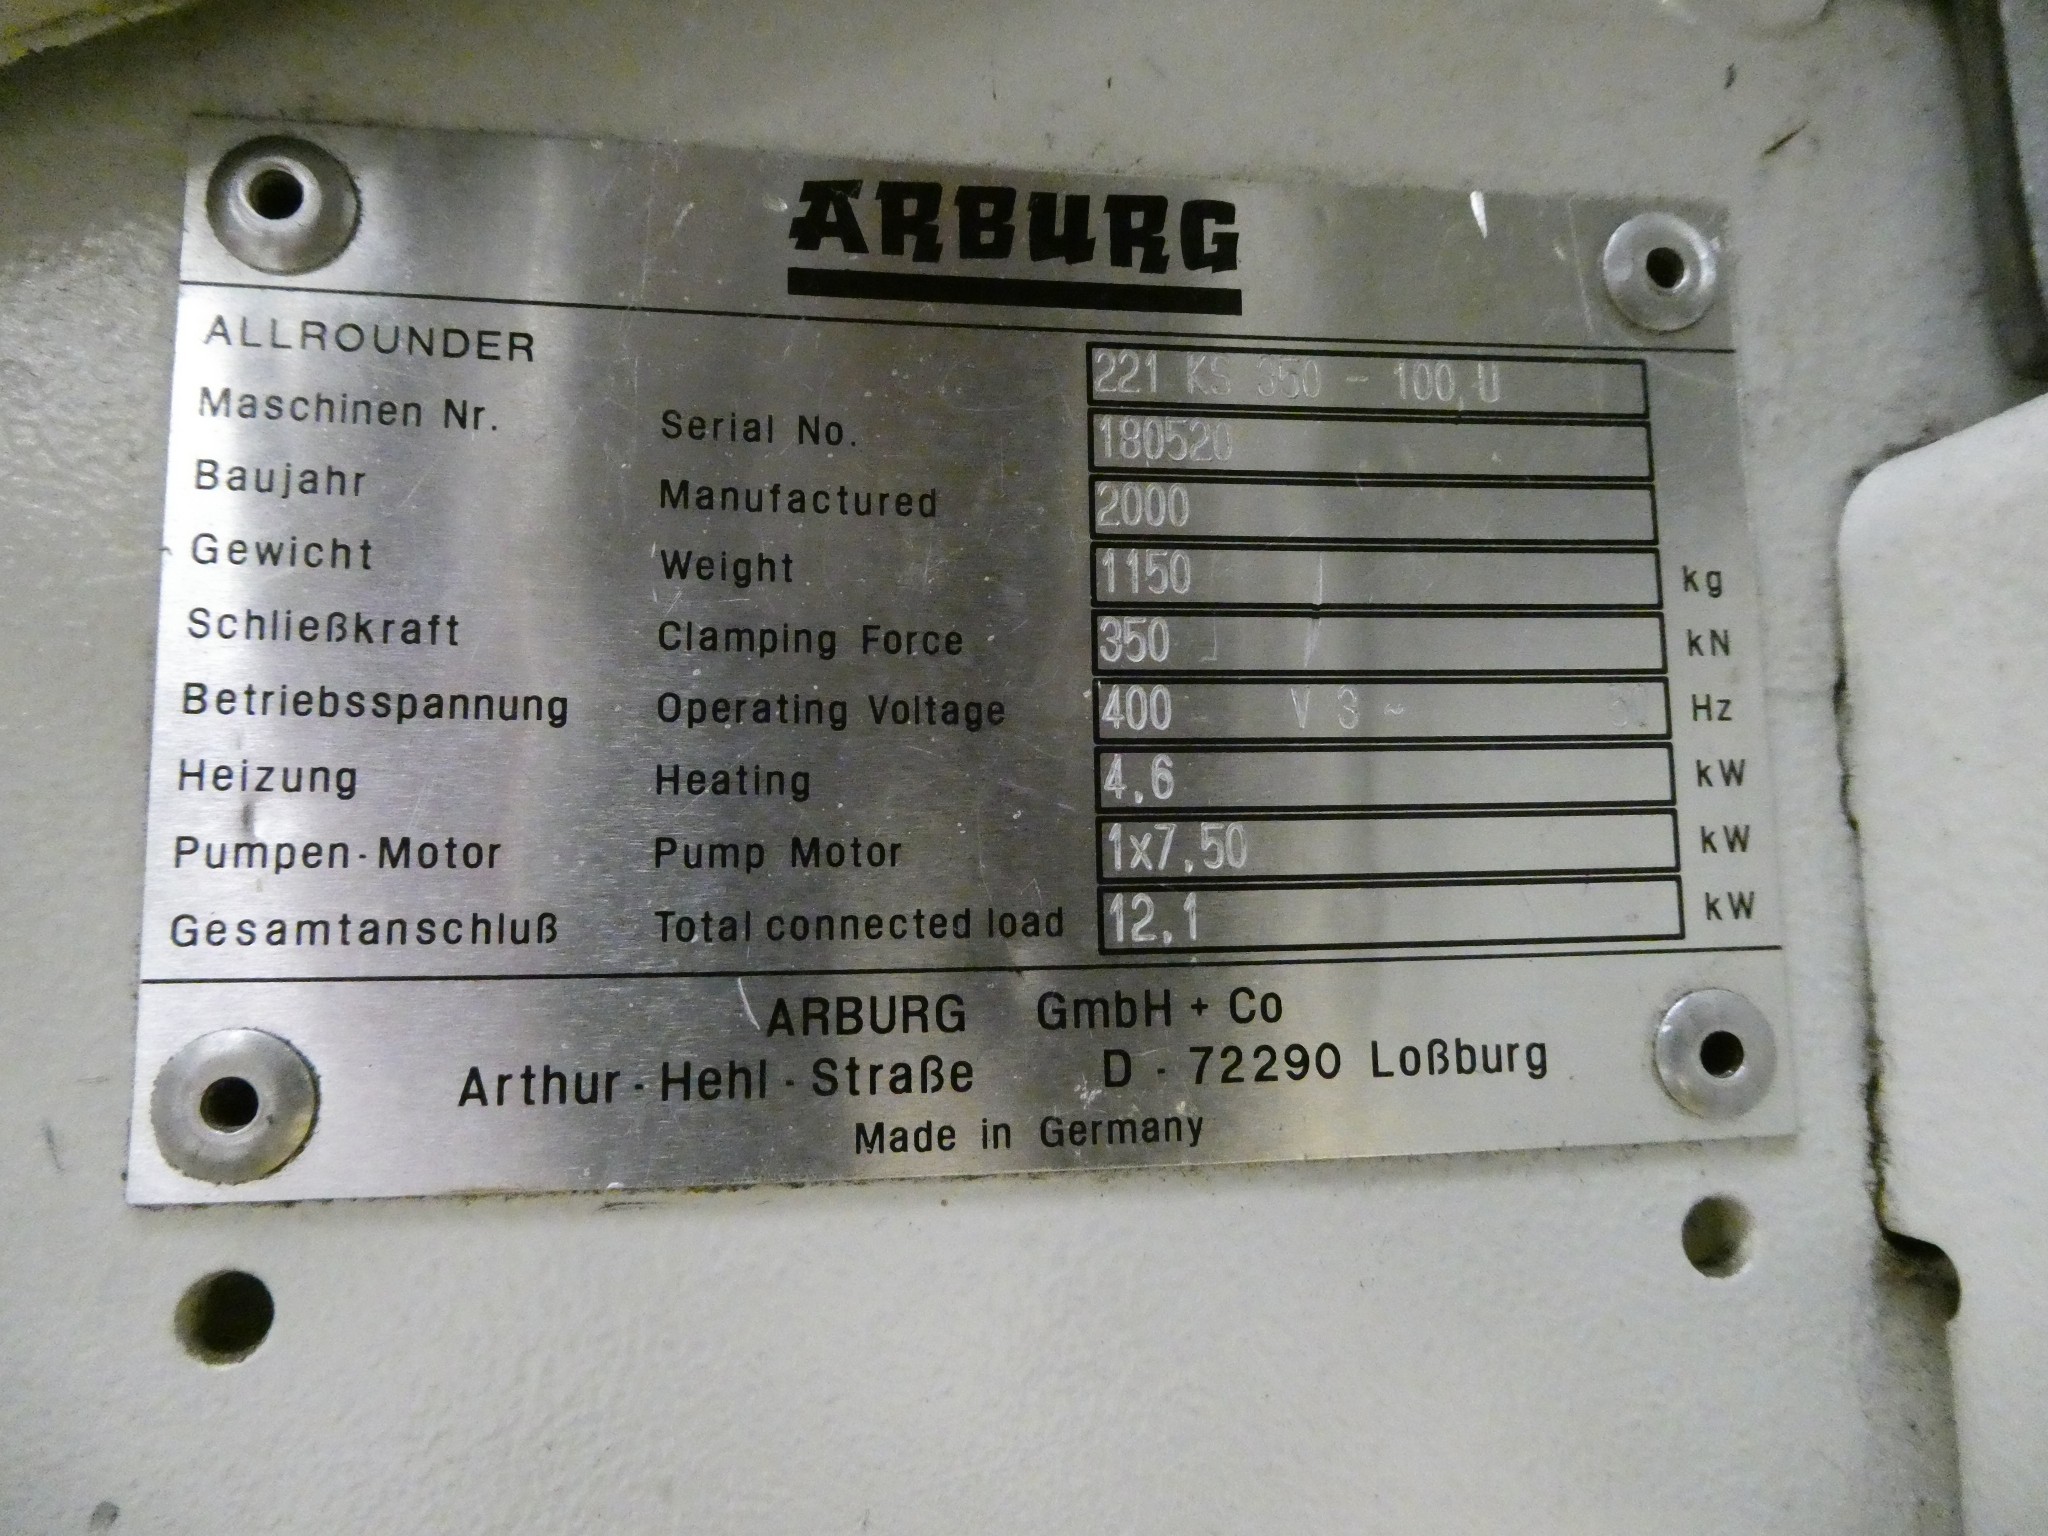 ARBURG
ALLROUNDER 221 KS 350 - 100 U
Maschinen Nr. Serial No. 180520
Baujahr Manufactured 2000
Gewicht Weight 1150 kg
Schließkraft Clamping Force 350 kN
Betriebsspannung Operating Voltage 400 V 3 ~ Hz
Heizung Heating 4,6 kW
Pumpen-Motor Pump Motor 1x7,50 kW
Gesamtanschluß Total connected load 12,1 kW
ARBURG GmbH + Co
Arthur-Hehl-Straße D - 72290 Loßburg
Made in Germany